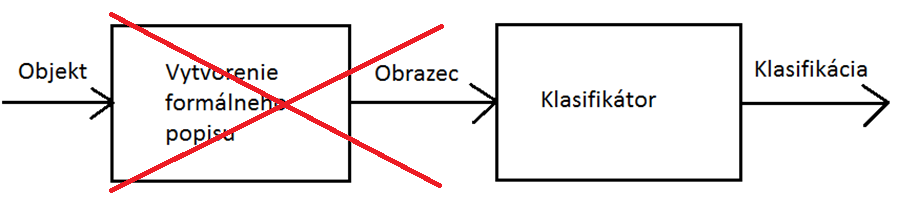 Objekt
Vytvorenie
formálneho
popisu
Obrazec
Klasifikátor
Klasifikácia